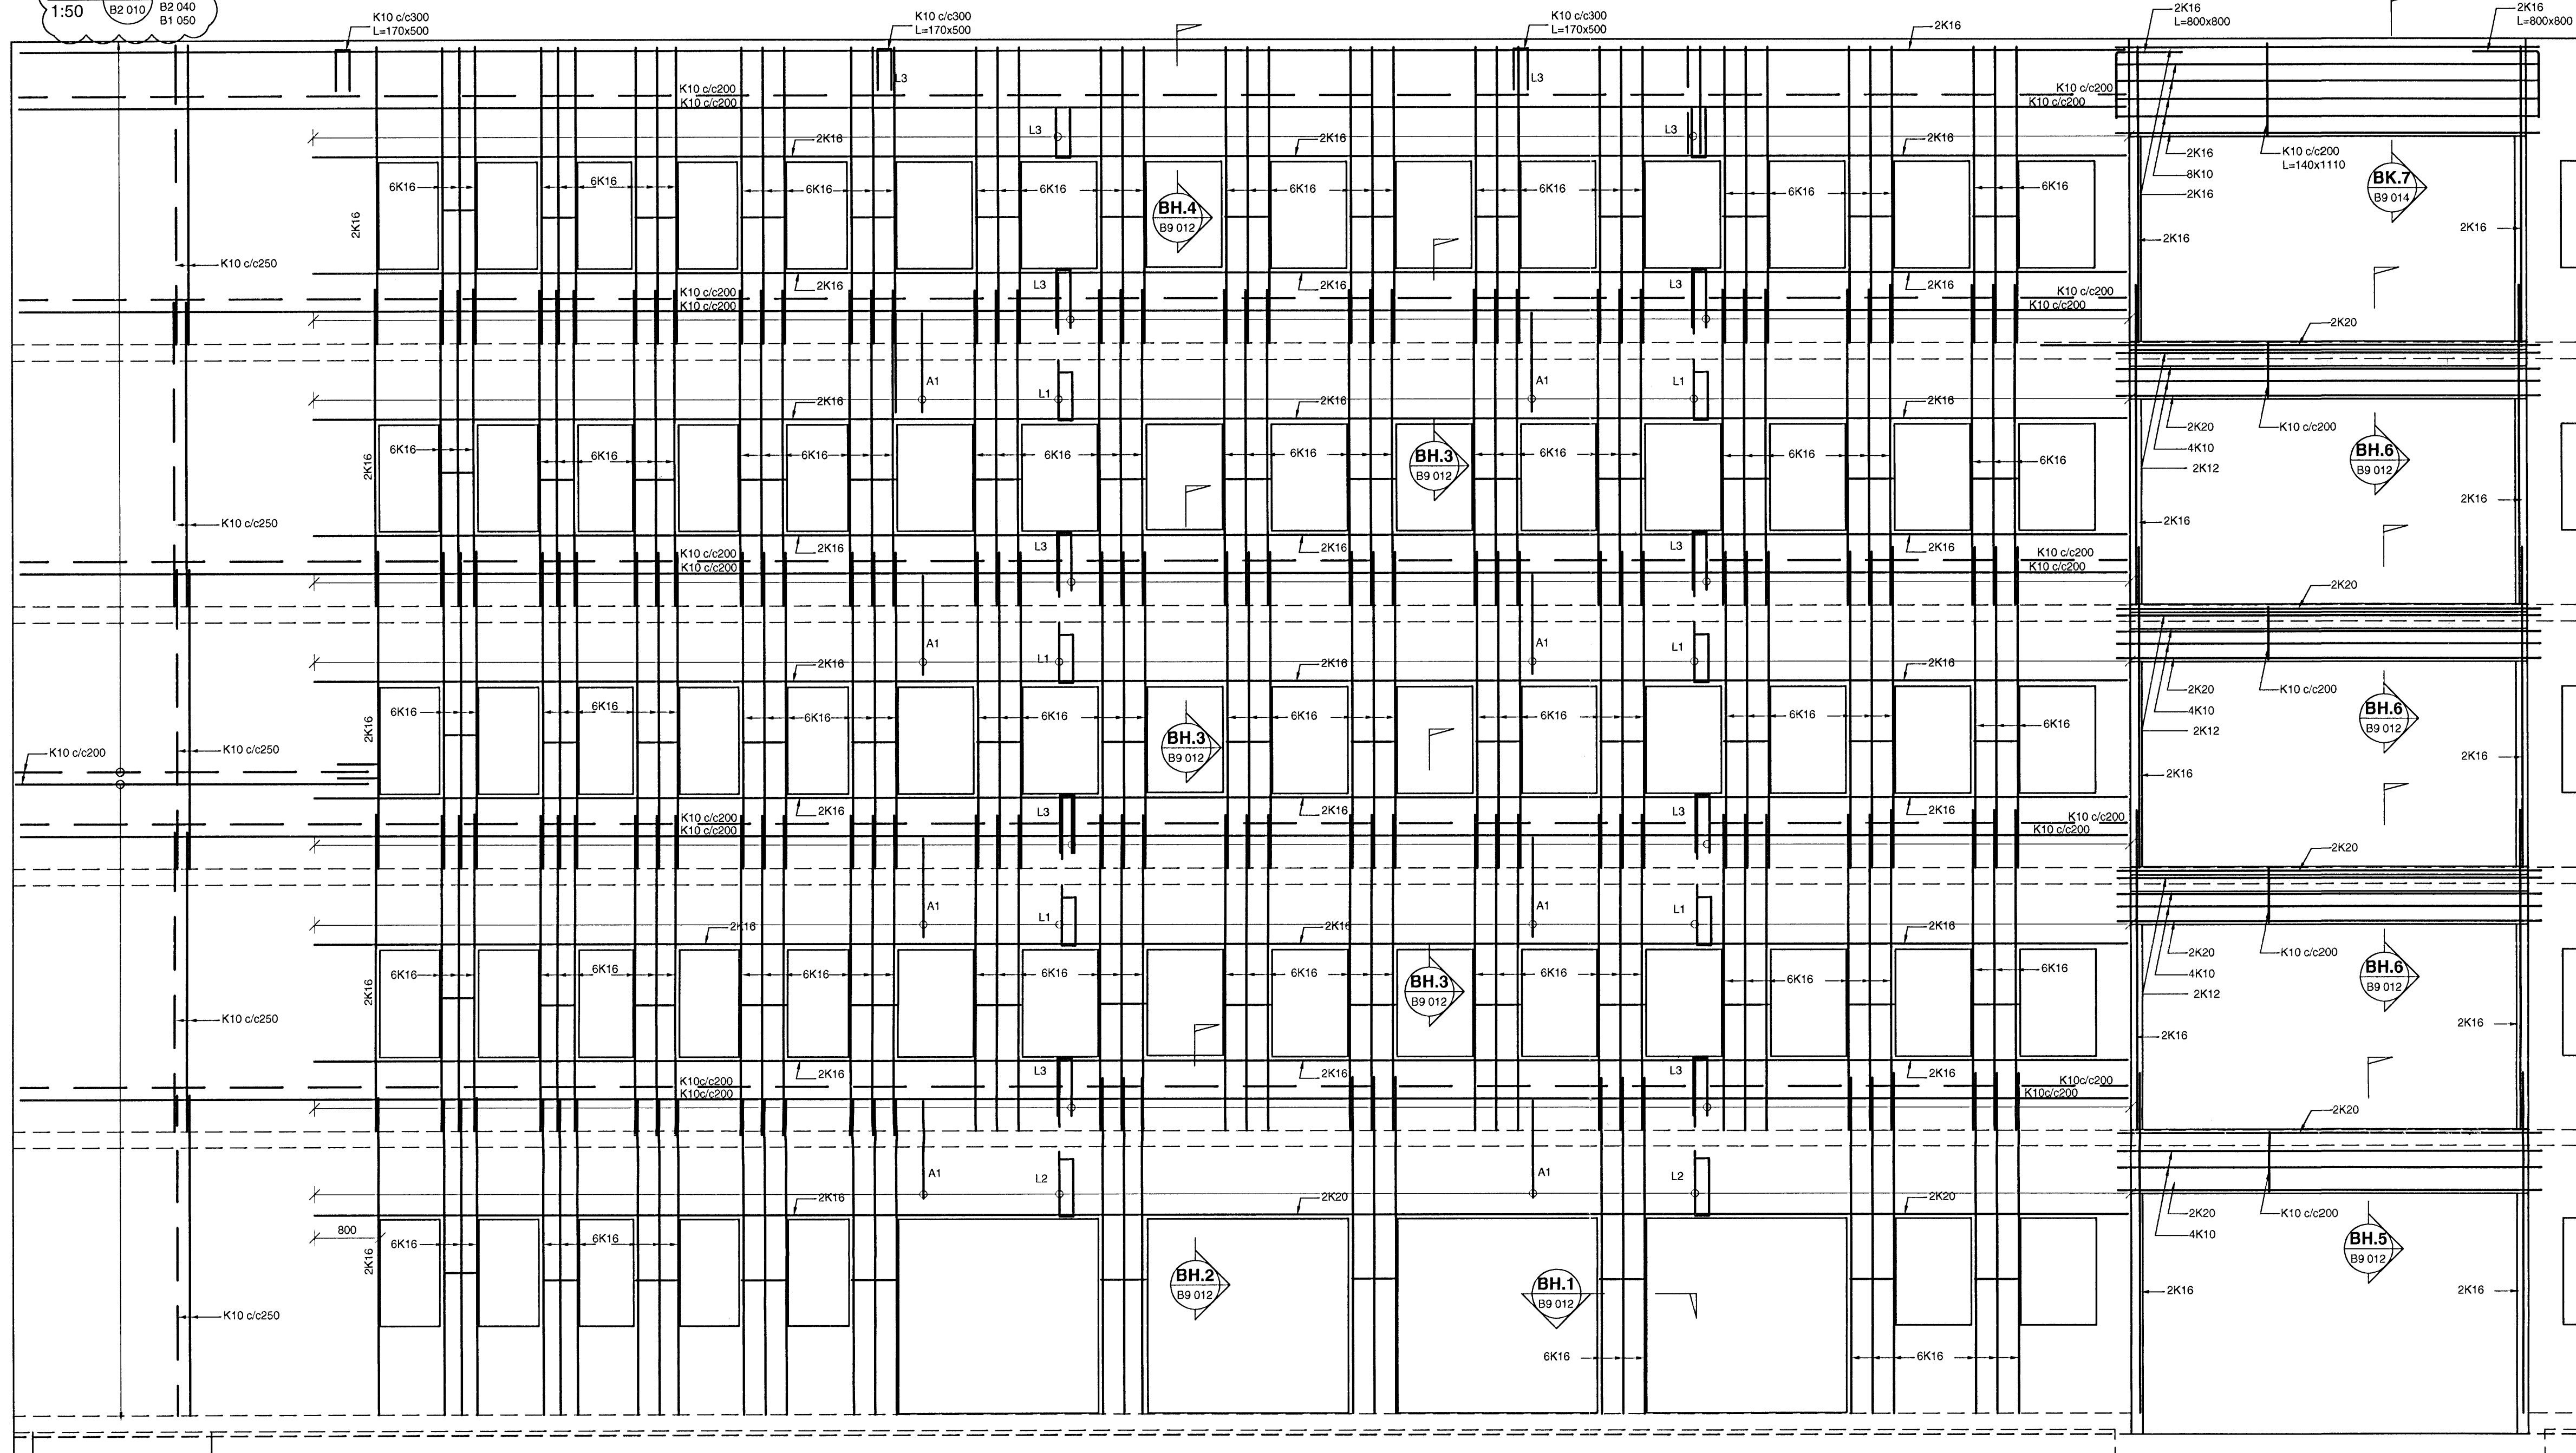 1:50
B2 010
B2 040
B1 050
K10 c/c300
L=170x500
K10 c/c300
L=170x500
K10 c/c300
L=170x500
2K16
2K16
L=800x800
2K16
L=800x800
L3
L3
K10 c/c200
K10 c/c200
K10 c/c200
K10 c/c200
L3
L3
2K16
2K16
2K16
2K16
8K10
2K16
K10 c/c200
L=140x1110
6K16
6K16
6K16
6K16
6K16
6K16
6K16
6K16
2K16
BH.4
B9 012
BK.7
B9 014
2K16
2K16
K10 c/c250
2K16
2K16
2K16
L3
L3
K10 c/c200
K10 c/c200
K10 c/c200
K10 c/c200
2K20
A1
L1
A1
L1
2K16
2K16
2K16
2K20
4K10
2K12
K10 c/c200
6K16
6K16
6K16
6K16
6K16
6K16
6K16
6K16
2K16
BH.3
B9 012
BH.6
B9 012
2K16
2K16
K10 c/c250
2K16
2K16
2K16
L3
L3
K10 c/c200
K10 c/c200
K10 c/c200
K10 c/c200
2K20
A1
L1
A1
L1
2K16
2K16
2K16
2K20
4K10
2K12
K10 c/c200
6K16
6K16
6K16
6K16
6K16
6K16
6K16
6K16
2K16
BH.3
B9 012
BH.6
B9 012
K10 c/c200
K10 c/c250
2K16
2K16
2K16
2K16
2K16
L3
L3
K10 c/c200
K10 c/c200
K10 c/c200
K10 c/c200
2K20
A1
L1
A1
L1
2K16
2K16
2K16
2K20
4K10
2K12
K10 c/c200
6K16
6K16
6K16
6K16
6K16
6K16
6K16
6K16
2K16
BH.3
B9 012
BH.6
B9 012
K10 c/c250
2K16
2K16
2K16
2K16
2K16
L3
L3
K10c/c200
K10c/c200
K10c/c200
K10c/c200
2K20
A1
L2
A1
L2
2K16
2K20
2K20
2K20
4K10
K10 c/c200
800
6K16
6K16
2K16
BH.2
B9 012
BH.1
B9 012
BH.5
B9 012
2K16
2K16
K10 c/c250
6K16
6K16